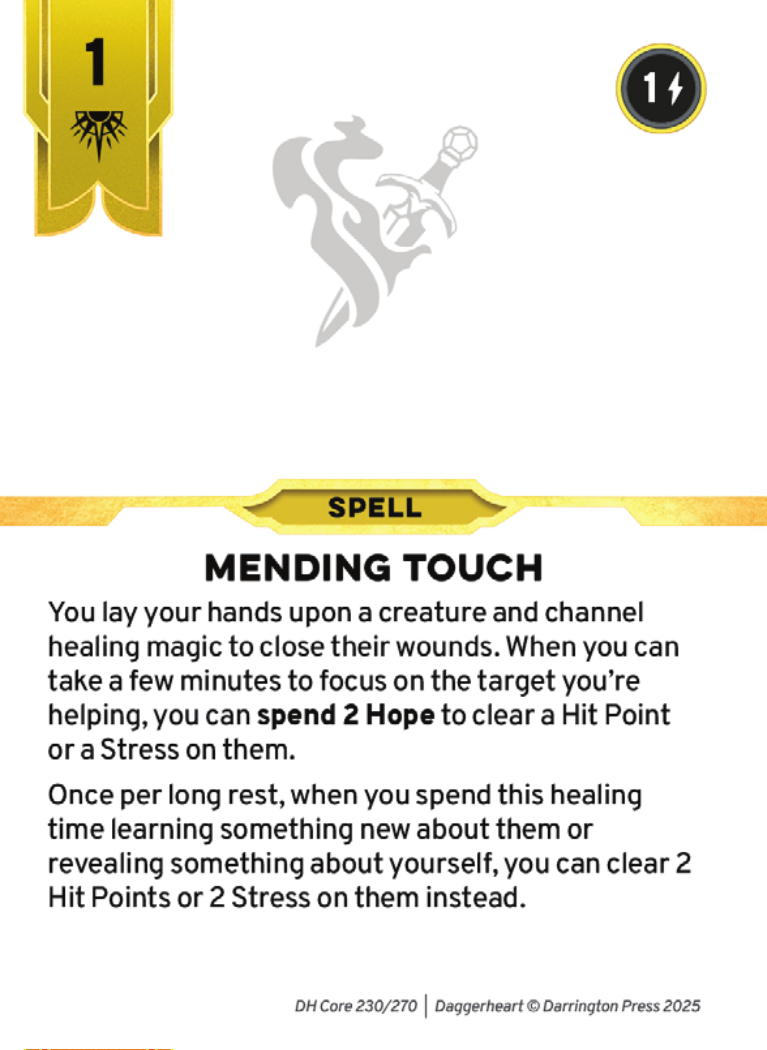 1
1
SPELL
MENDING TOUCH
You lay your hands upon a creature and channel
healing magic to close their wounds. When you can
take a few minutes to focus on the target you’re
helping, you can spend 2 Hope to clear a Hit Point
or a Stress on them.
Once per long rest, when you spend this healing
time learning something new about them or
revealing something about yourself, you can clear 2
Hit Points or 2 Stress on them instead.
DH Core 230/270 | Daggerheart © Darrington Press 2025